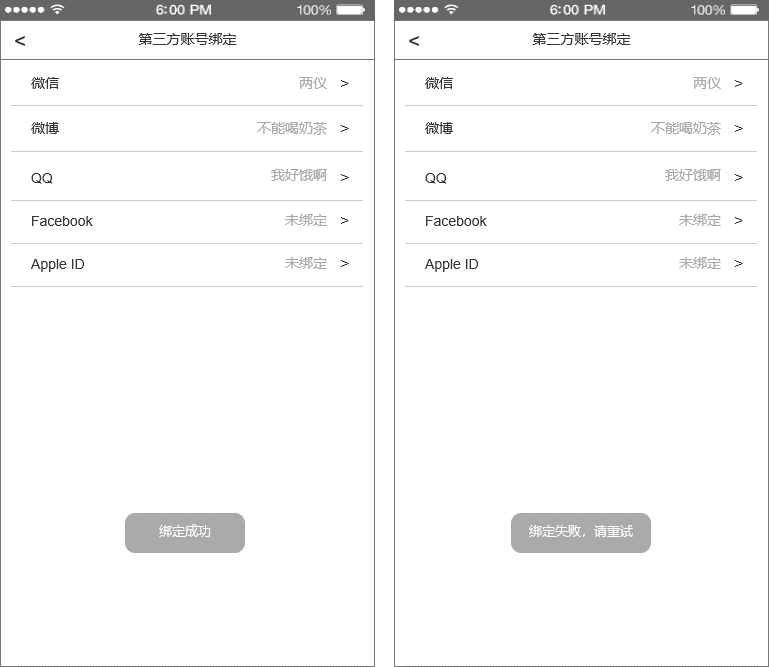 6:00 PM 100%
< 第三方账号绑定
微信 两仪 >
微博 不能喝奶茶 >
QQ 我好饿啊 >
Facebook 未绑定 >
Apple ID 未绑定 >
绑定成功
6:00 PM 100%
< 第三方账号绑定
微信 两仪 >
微博 不能喝奶茶 >
QQ 我好饿啊 >
Facebook 未绑定 >
Apple ID 未绑定 >
绑定失败，请重试